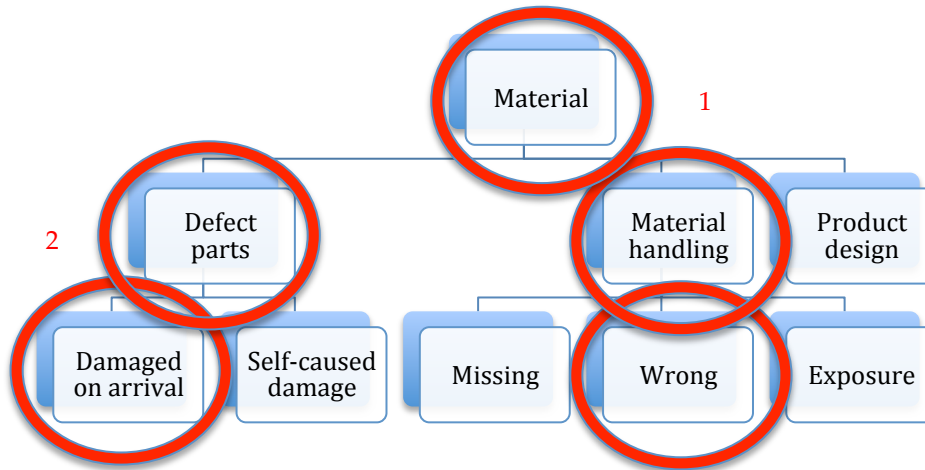 Material
1
Defect
parts
Material
handling
Product
design
2
Damaged
on arrival
Self-caused
damage
Missing
Wrong
Exposure